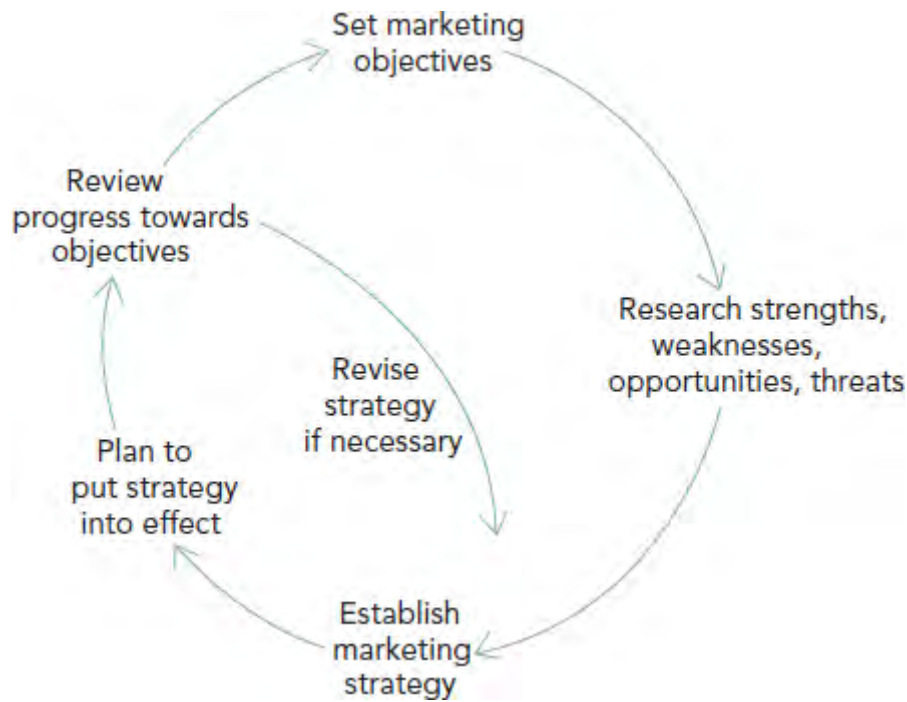 Set marketing
objectives
Research strengths,
weaknesses,
opportunities, threats
Establish
marketing
strategy
Plan to
put strategy
into effect
Review
progress towards
objectives
Revise
strategy
if necessary